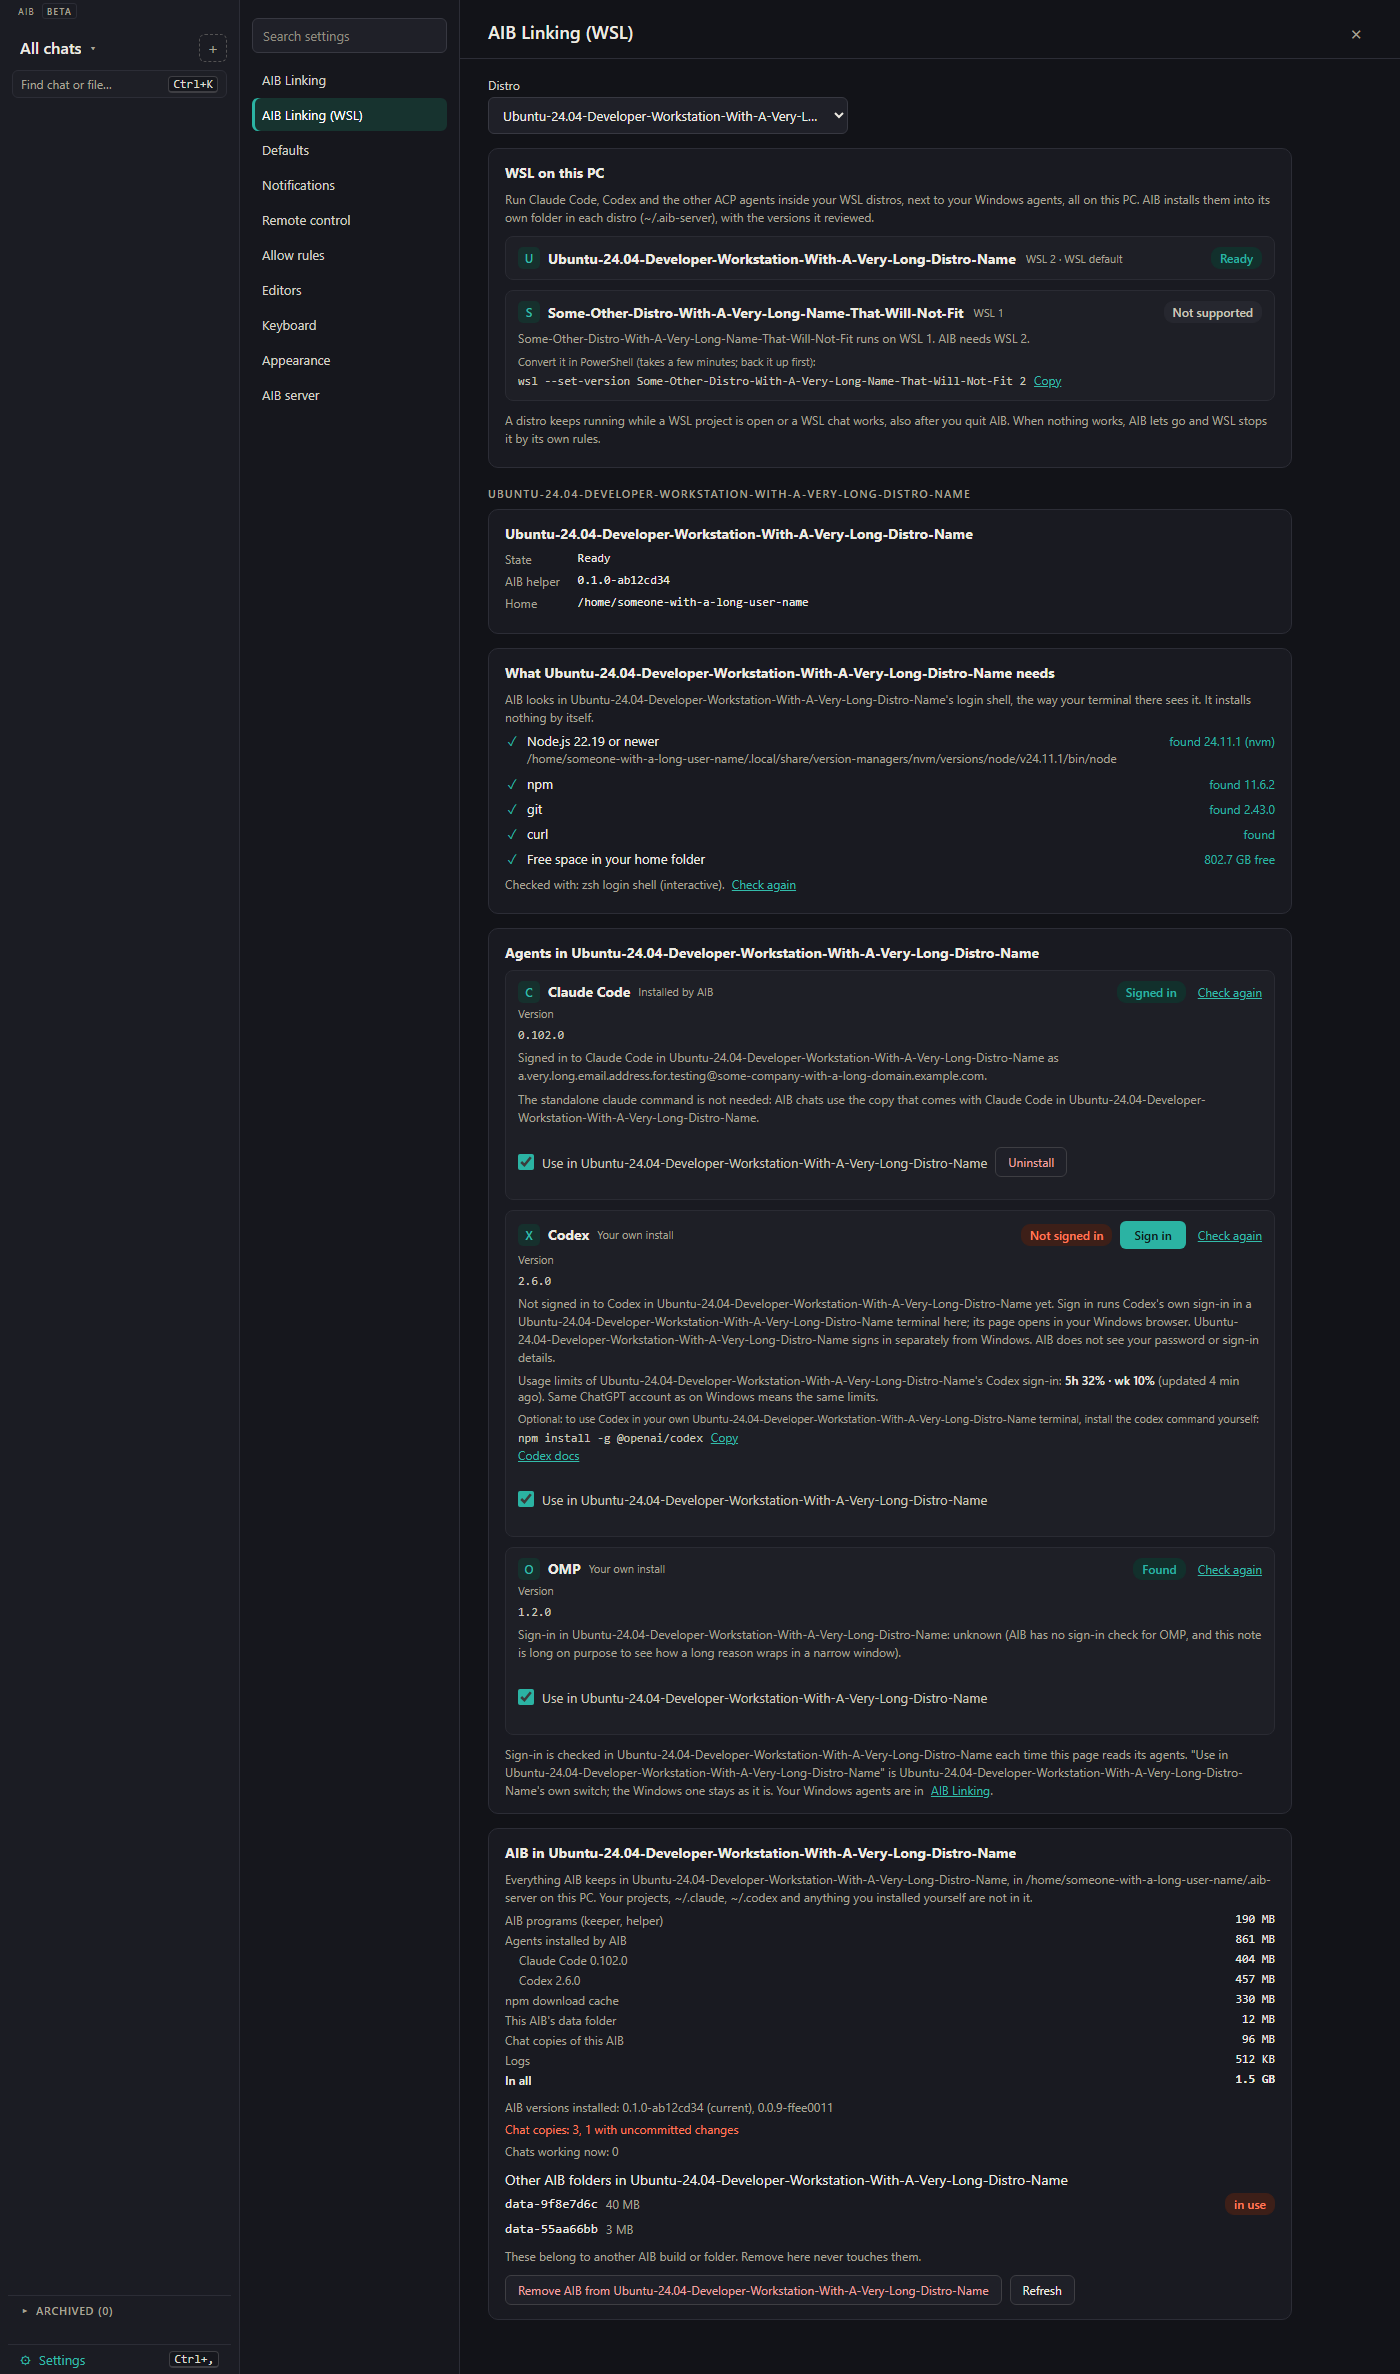 AIB BETA
All chats
+
Find chat or file...
Ctrl+K
ARCHIVED (0)
Settings
Ctrl+,
Search settings
AIB Linking
AIB Linking (WSL)
Defaults
Notifications
Remote control
Allow rules
Editors
Keyboard
Appearance
AIB server
AIB Linking (WSL)
×
Distro
Ubuntu-24.04-Developer-Workstation-With-A-Very-L...
WSL on this PC
Run Claude Code, Codex and the other ACP agents inside your WSL distros, next to your Windows agents, all on this PC. AIB installs them into its
own folder in each distro (~/.aib-server), with the versions it reviewed.
U Ubuntu-24.04-Developer-Workstation-With-A-Very-Long-Distro-Name WSL 2 · WSL default Ready
S Some-Other-Distro-With-A-Very-Long-Name-That-Will-Not-Fit WSL 1 Not supported
Some-Other-Distro-With-A-Very-Long-Name-That-Will-Not-Fit runs on WSL 1. AIB needs WSL 2.
Convert it in PowerShell (takes a few minutes; back it up first):
wsl --set-version Some-Other-Distro-With-A-Very-Long-Name-That-Will-Not-Fit 2 Copy
A distro keeps running while a WSL project is open or a WSL chat works, also after you quit AIB. When nothing works, AIB lets go and WSL stops
it by its own rules.
UBUNTU-24.04-DEVELOPER-WORKSTATION-WITH-A-VERY-LONG-DISTRO-NAME
Ubuntu-24.04-Developer-Workstation-With-A-Very-Long-Distro-Name
State Ready
AIB helper 0.1.0-ab12cd34
Home /home/someone-with-a-long-user-name
What Ubuntu-24.04-Developer-Workstation-With-A-Very-Long-Distro-Name needs
AIB looks in Ubuntu-24.04-Developer-Workstation-With-A-Very-Long-Distro-Name's login shell, the way your terminal there sees it. It installs
nothing by itself.
✓ Node.js 22.19 or newer found 24.11.1 (nvm)
/home/someone-with-a-long-user-name/.local/share/version-managers/nvm/versions/node/v24.11.1/bin/node
✓ npm found 11.6.2
✓ git found 2.43.0
✓ curl found
✓ Free space in your home folder 802.7 GB free
Checked with: zsh login shell (interactive). Check again
Agents in Ubuntu-24.04-Developer-Workstation-With-A-Very-Long-Distro-Name
C Claude Code Installed by AIB Signed in Check again
Version
0.102.0
Signed in to Claude Code in Ubuntu-24.04-Developer-Workstation-With-A-Very-Long-Distro-Name as
a.very.long.email.address.for.testing@some-company-with-a-long-domain.example.com.
The standalone claude command is not needed: AIB chats use the copy that comes with Claude Code in Ubuntu-24.04-Developer-
Workstation-With-A-Very-Long-Distro-Name.
Use in Ubuntu-24.04-Developer-Workstation-With-A-Very-Long-Distro-Name Uninstall
X Codex Your own install Not signed in Sign in Check again
Version
2.6.0
Not signed in to Codex in Ubuntu-24.04-Developer-Workstation-With-A-Very-Long-Distro-Name yet. Sign in runs Codex's own sign-in in a
Ubuntu-24.04-Developer-Workstation-With-A-Very-Long-Distro-Name terminal here; its page opens in your Windows browser. Ubuntu-
24.04-Developer-Workstation-With-A-Very-Long-Distro-Name signs in separately from Windows. AIB does not see your password or sign-in
details.
Usage limits of Ubuntu-24.04-Developer-Workstation-With-A-Very-Long-Distro-Name's Codex sign-in: 5h 32% · wk 10% (updated 4 min
ago). Same ChatGPT account as on Windows means the same limits.
Optional: to use Codex in your own Ubuntu-24.04-Developer-Workstation-With-A-Very-Long-Distro-Name terminal, install the codex command yourself:
npm install -g @openai/codex Copy
Codex docs
Use in Ubuntu-24.04-Developer-Workstation-With-A-Very-Long-Distro-Name
O OMP Your own install Found Check again
Version
1.2.0
Sign-in in Ubuntu-24.04-Developer-Workstation-With-A-Very-Long-Distro-Name: unknown (AIB has no sign-in check for OMP, and this note
is long on purpose to see how a long reason wraps in a narrow window).
Use in Ubuntu-24.04-Developer-Workstation-With-A-Very-Long-Distro-Name
Sign-in is checked in Ubuntu-24.04-Developer-Workstation-With-A-Very-Long-Distro-Name each time this page reads its agents. "Use in
Ubuntu-24.04-Developer-Workstation-With-A-Very-Long-Distro-Name" is Ubuntu-24.04-Developer-Workstation-With-A-Very-Long-Distro-
Name's own switch; the Windows one stays as it is. Your Windows agents are in AIB Linking.
AIB in Ubuntu-24.04-Developer-Workstation-With-A-Very-Long-Distro-Name
Everything AIB keeps in Ubuntu-24.04-Developer-Workstation-With-A-Very-Long-Distro-Name, in /home/someone-with-a-long-user-name/.aib-
server on this PC. Your projects, ~/.claude, ~/.codex and anything you installed yourself are not in it.
AIB programs (keeper, helper) 190 MB
Agents installed by AIB 861 MB
Claude Code 0.102.0 404 MB
Codex 2.6.0 457 MB
npm download cache 330 MB
This AIB's data folder 12 MB
Chat copies of this AIB 96 MB
Logs 512 KB
In all 1.5 GB
AIB versions installed: 0.1.0-ab12cd34 (current), 0.0.9-ffee0011
Chat copies: 3, 1 with uncommitted changes
Chats working now: 0
Other AIB folders in Ubuntu-24.04-Developer-Workstation-With-A-Very-Long-Distro-Name
data-9f8e7d6c 40 MB in use
data-55aa66bb 3 MB
These belong to another AIB build or folder. Remove here never touches them.
Remove AIB from Ubuntu-24.04-Developer-Workstation-With-A-Very-Long-Distro-Name Refresh